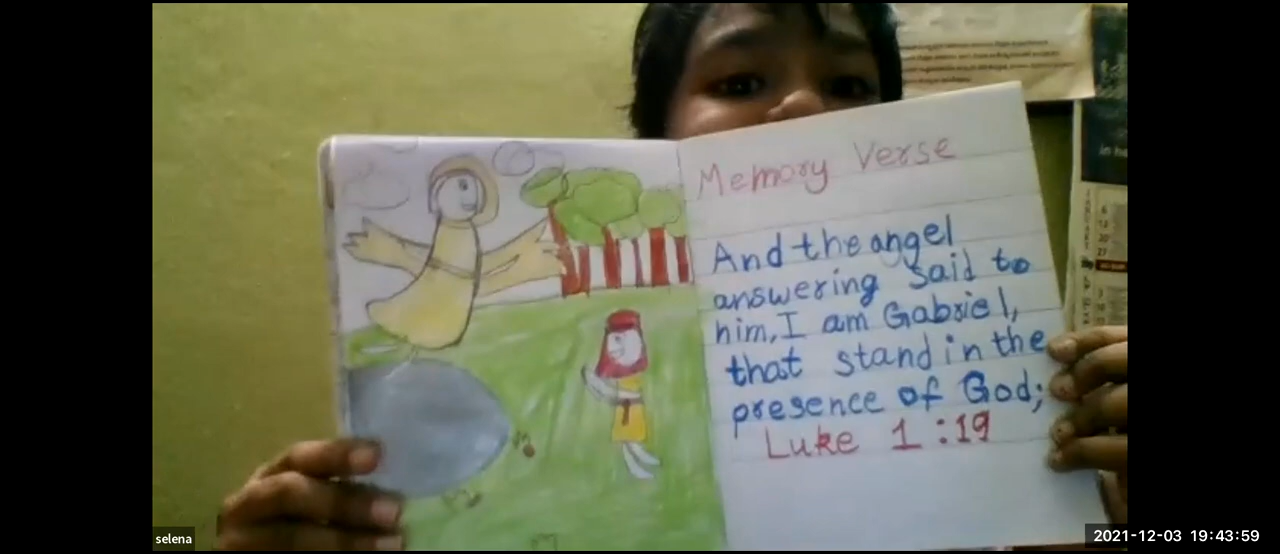 Memory Verse
And the angel
answering said to
him, I am Gabriel,
that stand in the
presence of God;
Luke 1:19
selena
2021-12-03 19:43:59